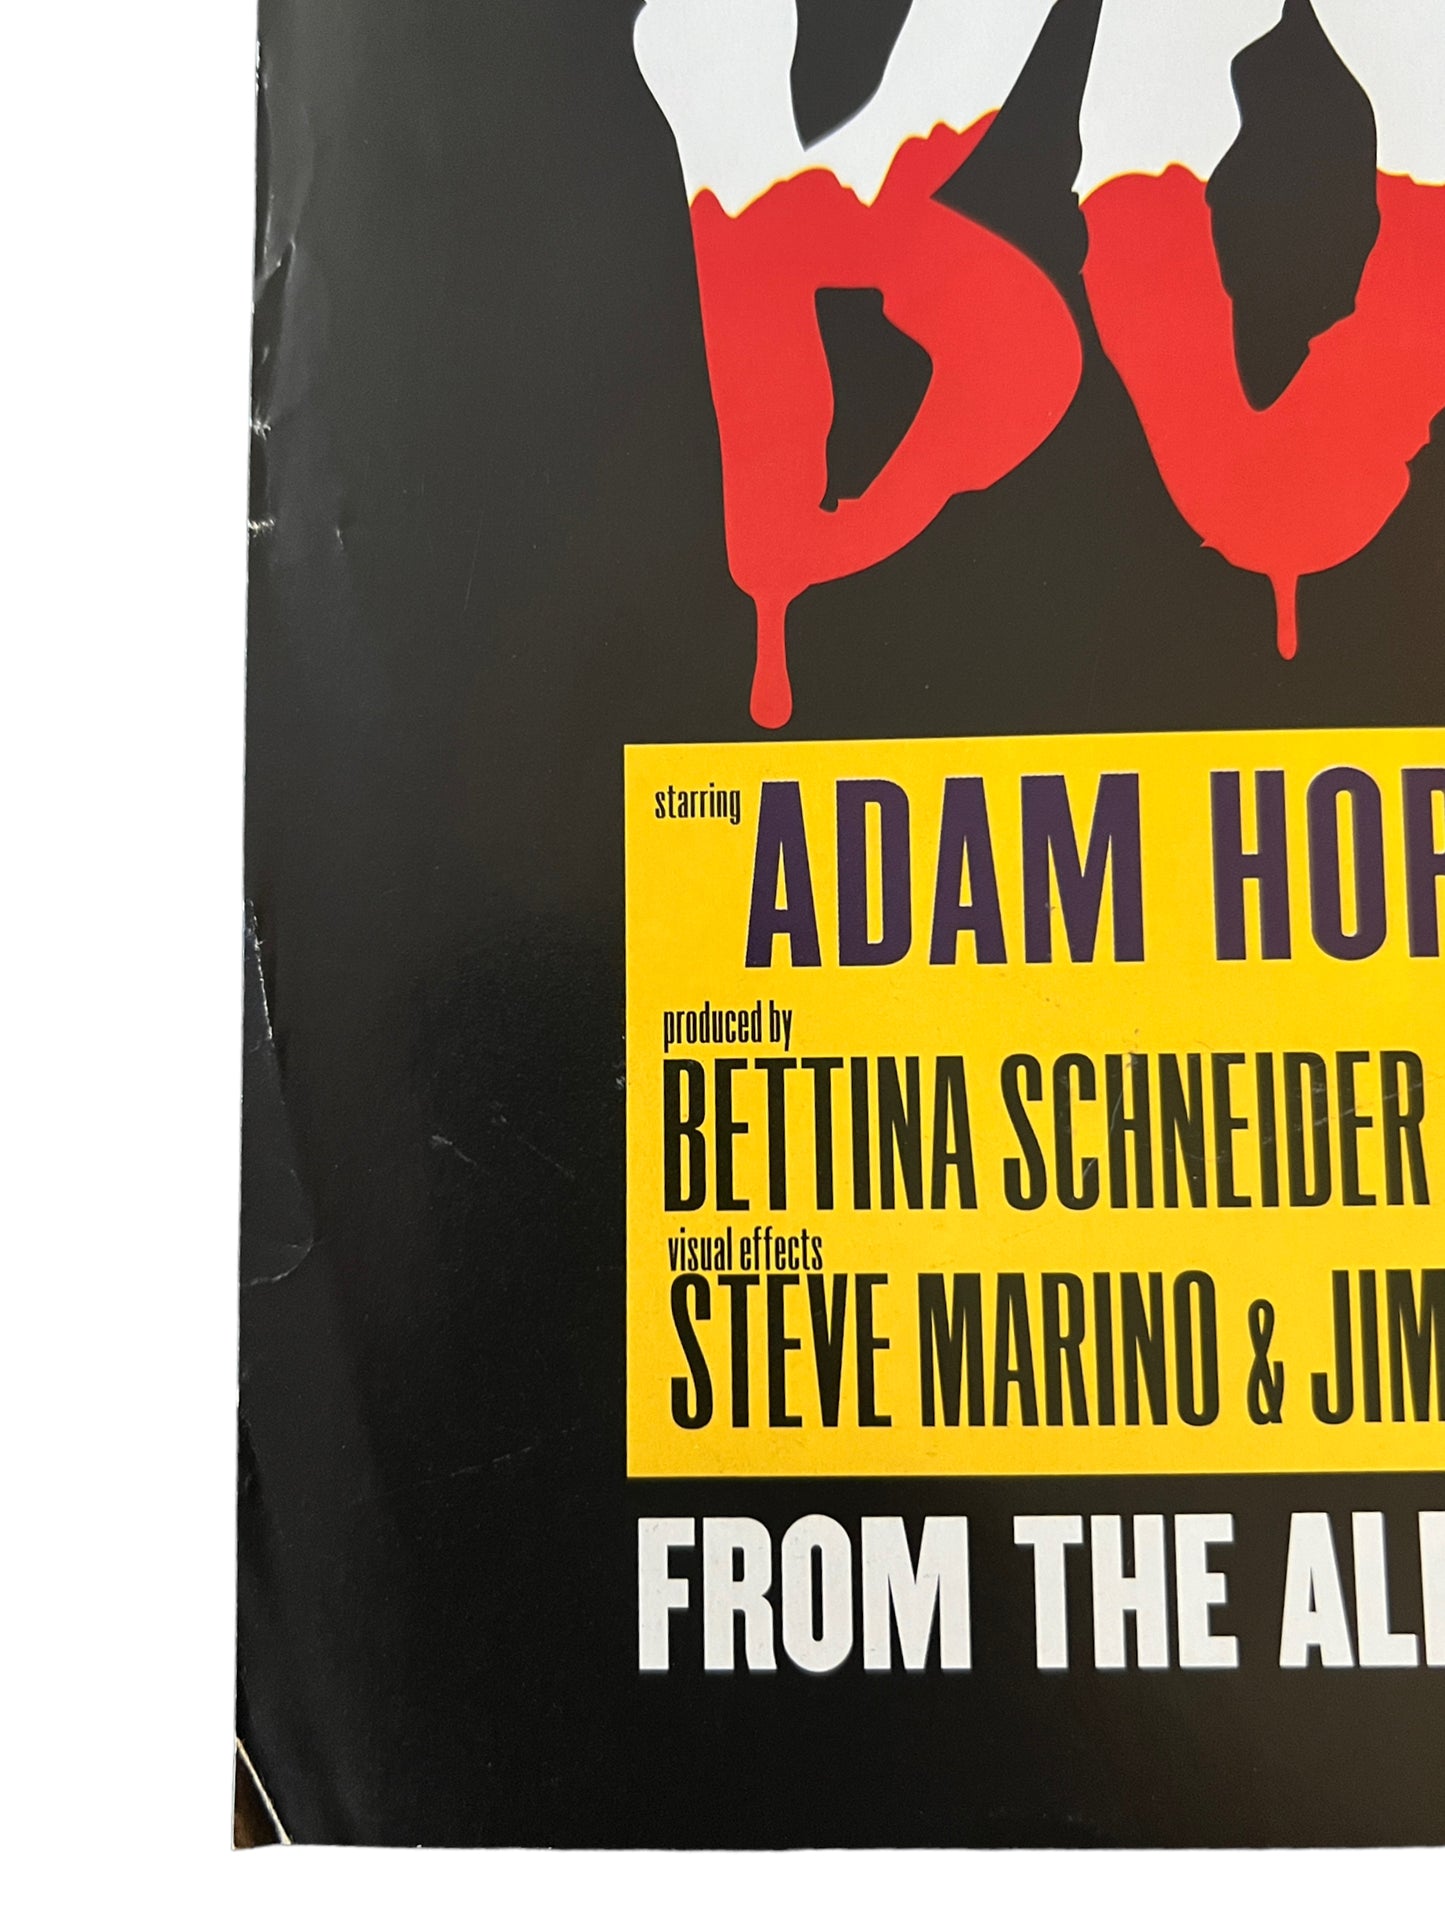 starring ADAM HOR
produced by
BETTINA SCHNEIDER
visual effects
STEVE MARINO & JIM
FROM THE AL